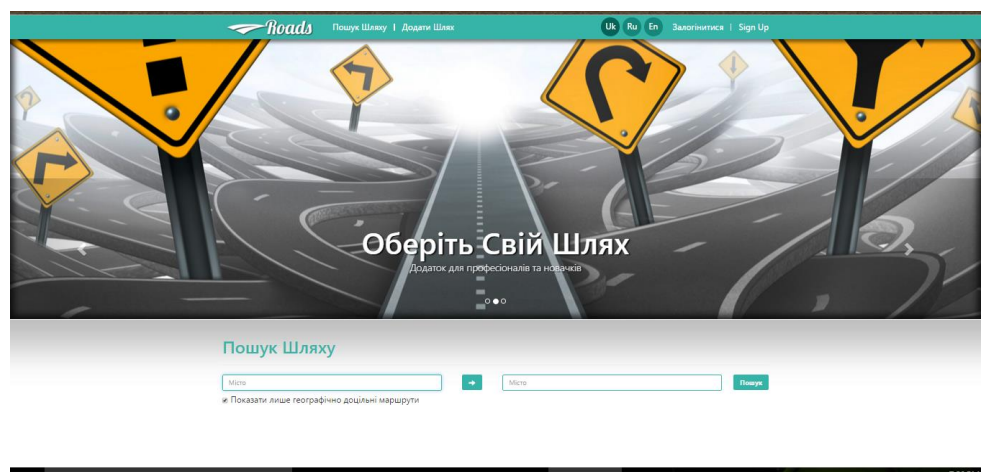 Roads Пошук Шляху | Додати Шлях Uk Ru En Залогінитися | Sign Up
Оберіть Свій Шлях
Додаток для професіоналів та новачків
Пошук Шляху
Місто Місто Пошук
Показати лише географічно доцільні маршрути